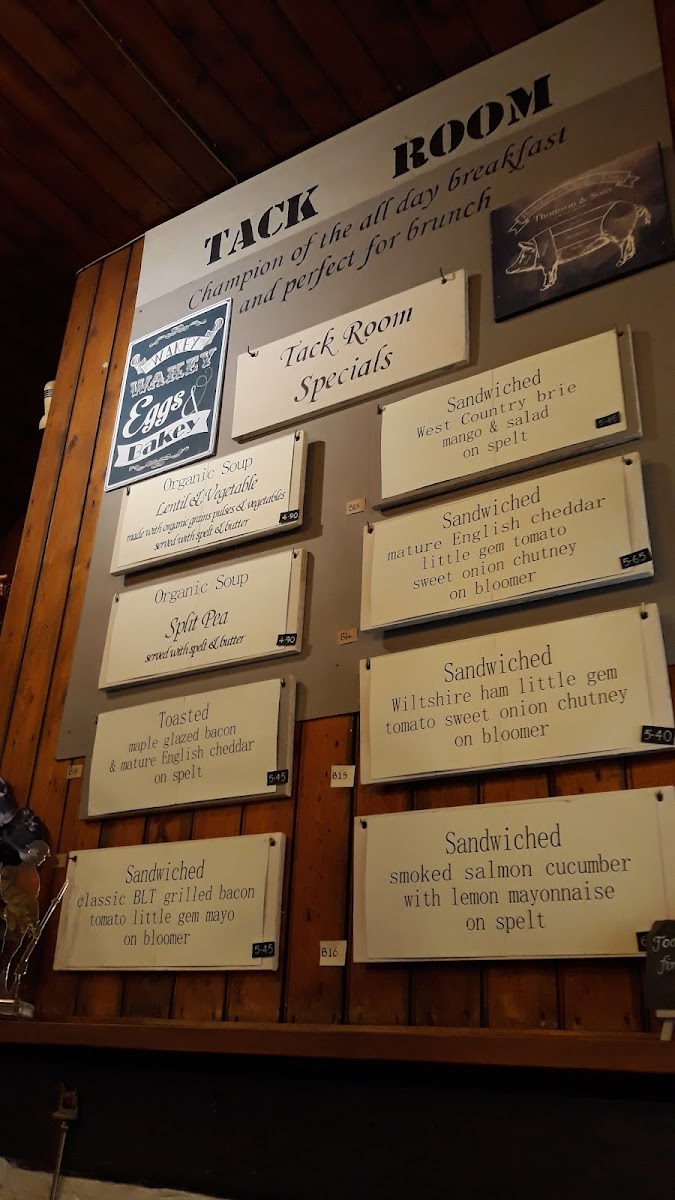 TACK ROOM
Champion of the all day breakfast
and perfect for brunch
Thomson & Sons
WAKEY
WAKEY
Eggs &
Bakey
Tack Room
Specials
Organic Soup
Lentil & Vegetable
made with organic grains pulses & vegetables
served with spelt & butter
4-90
Organic Soup
Split Pea
served with spelt & butter
4-90
Toasted
maple glazed bacon
& mature English cheddar
on spelt
5-45
Sandwiched
classic BLT grilled bacon
tomato little gem mayo
on bloomer
5-45
Sandwiched
West Country brie
mango & salad
on spelt
Sandwiched
mature English cheddar
little gem tomato
sweet onion chutney
on bloomer
5-65
Sandwiched
Wiltshire ham little gem
tomato sweet onion chutney
on bloomer
5-40
B15
Sandwiched
smoked salmon cucumber
with lemon mayonnaise
on spelt
B16